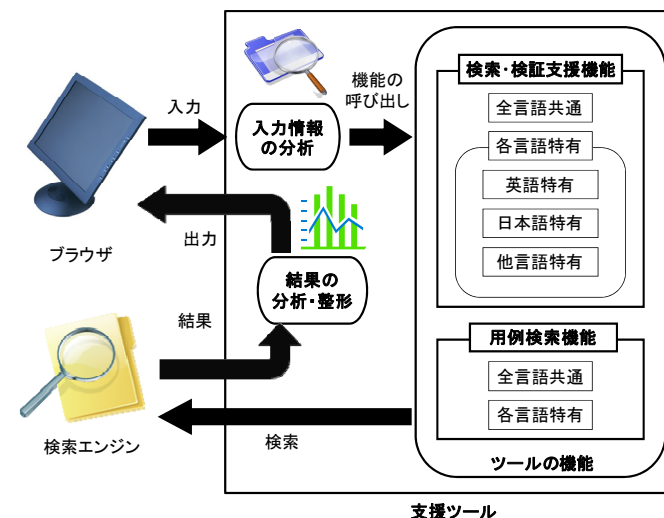 入力
入力情報
の分析
機能の
呼び出し
検索・検証支援機能
全言語共通
各言語特有
英語特有
日本語特有
他言語特有
ブラウザ
出力
結果の
分析・整形
結果
用例検索機能
全言語共通
各言語特有
検索エンジン
検索
ツールの機能
支援ツール